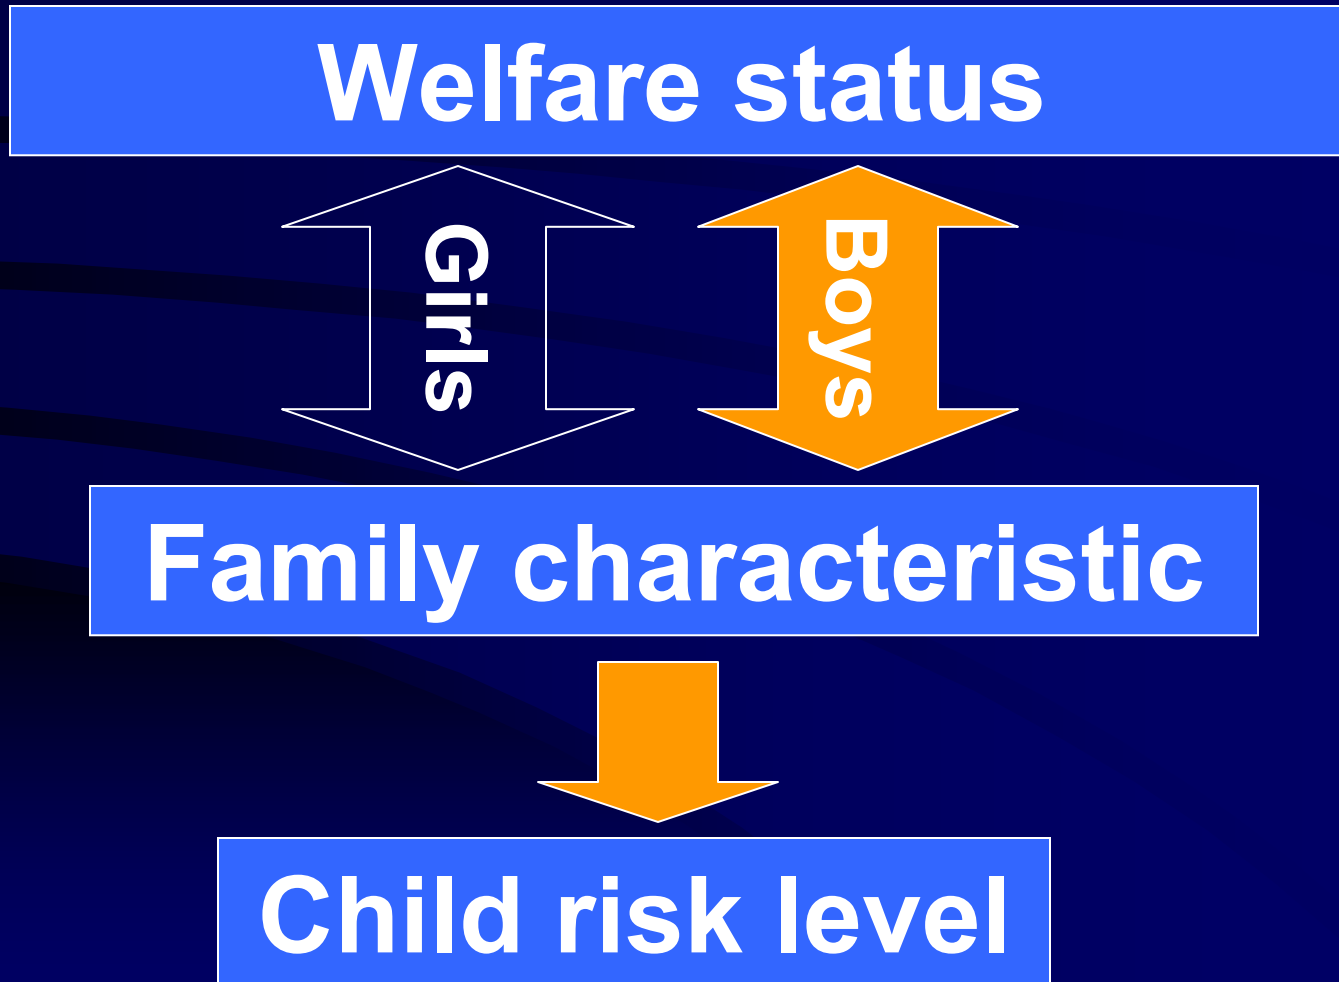 Welfare status
Girls
Boys
Family characteristic
Child risk level